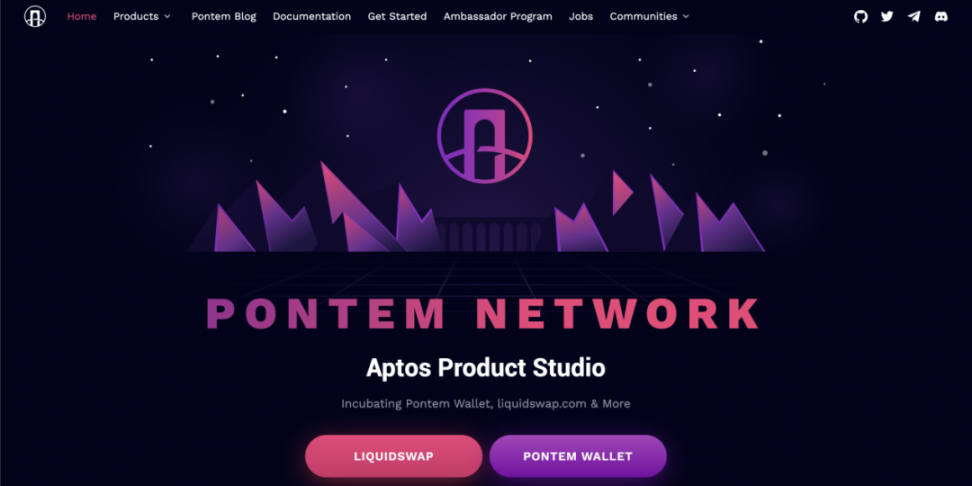 Home Products Pontem Blog Documentation Get Started Ambassador Program Jobs Communities
PONTEM NETWORK
Aptos Product Studio
Incubating Pontem Wallet, liquidswap.com & More
LIQUIDSWAP PONTEM WALLET